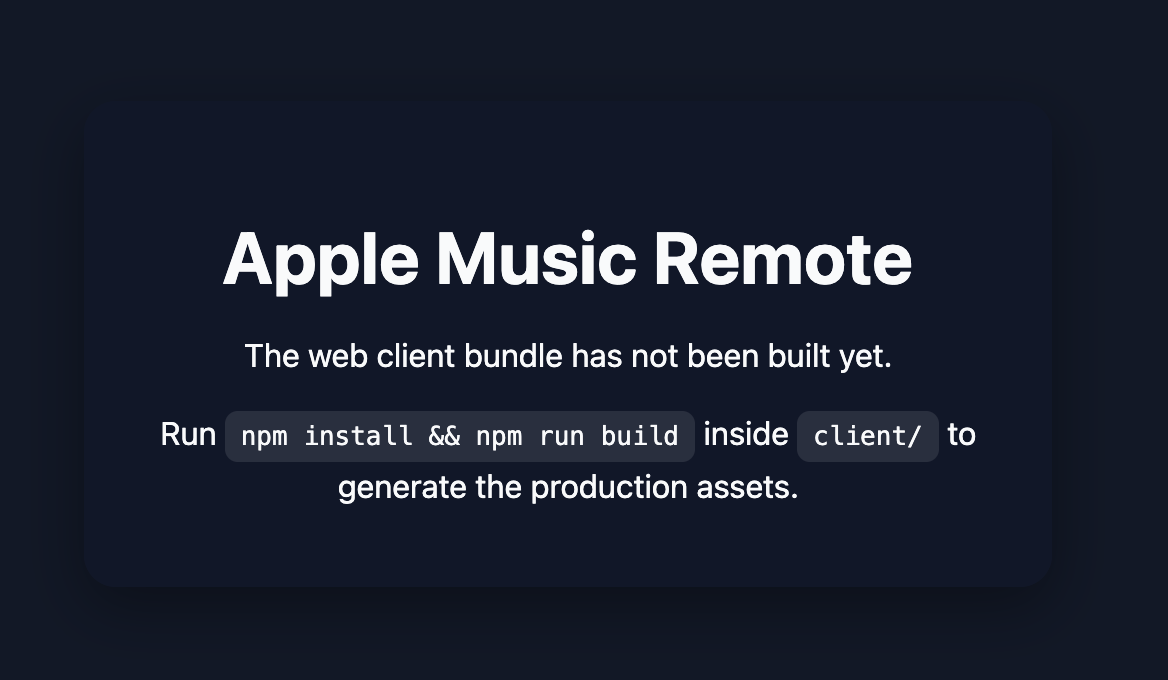 Apple Music Remote
The web client bundle has not been built yet.
Run npm install && npm run build inside client/ to
generate the production assets.